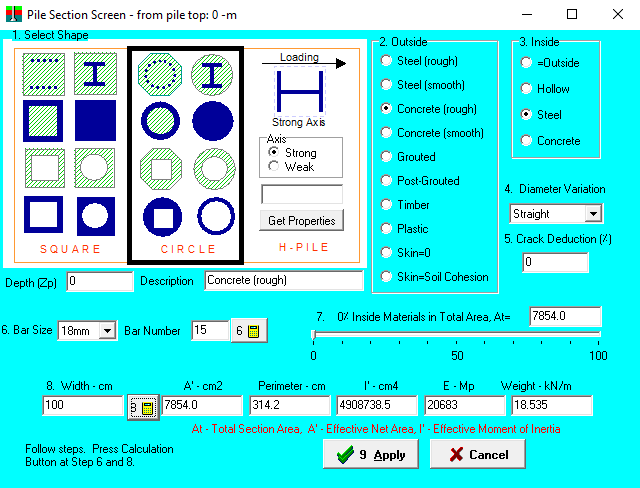 Pile Section Screen - from pile top: 0 -m
1. Select Shape
SQUARE
CIRCLE
H-PILE
Loading
Strong Axis
Axis
Strong
Weak
Get Properties
2. Outside
Steel (rough)
Steel (smooth)
Concrete (rough)
Concrete (smooth)
Grouted
Post-Grouted
Timber
Plastic
Skin=0
Skin=Soil Cohesion
3. Inside
=Outside
Hollow
Steel
Concrete
4. Diameter Variation
Straight
5. Crack Deduction (%)
0
Depth (Zp) 0 Description Concrete (rough)
6. Bar Size 18mm Bar Number 15 6
7. 0% Inside Materials in Total Area, At= 7854.0
0 50 100
8. Width - cm A' - cm2 Perimeter - cm I' - cm4 E - Mp Weight - kN/m
100 8 7854.0 314.2 4908738.5 20683 18.535
At - Total Section Area, A' - Effective Net Area, I' - Effective Moment of Inertia
Follow steps. Press Calculation
Button at Step 6 and 8.
9 Apply Cancel